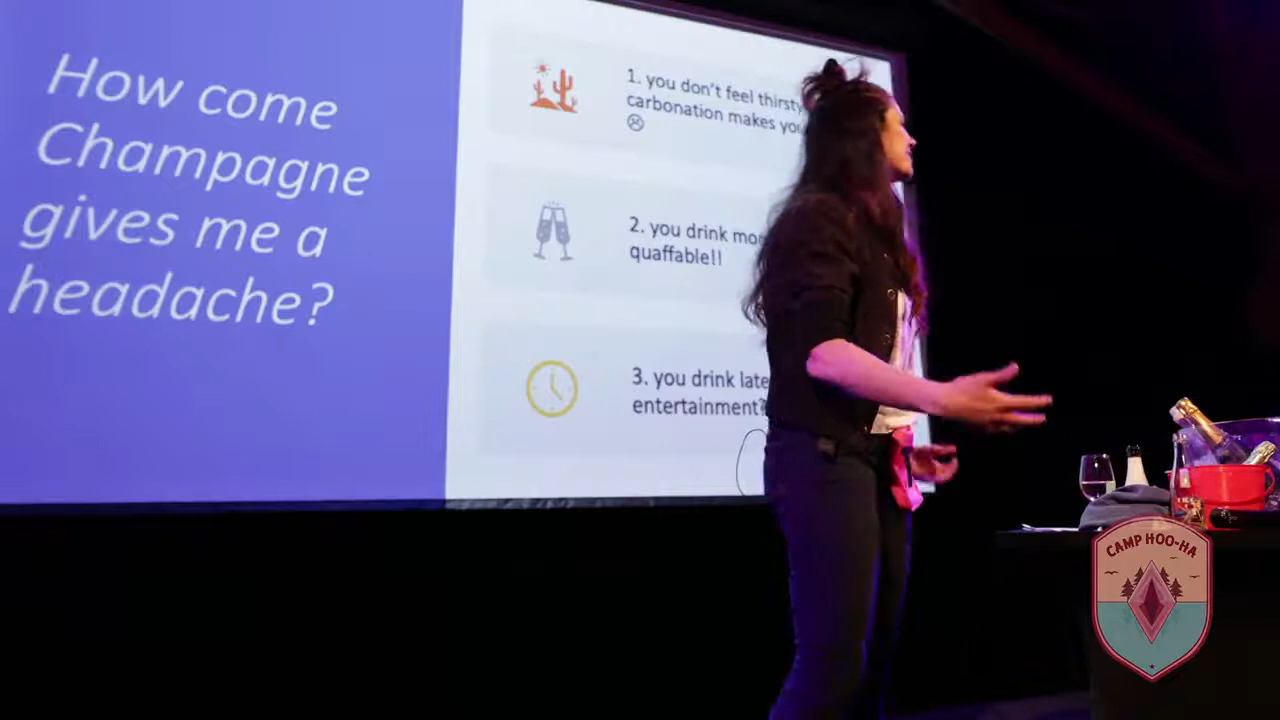 How come
Champagne
gives me a
headache?
1. you don't feel thirsty
carbonation makes you
☹
2. you drink
quaffable!!
3. you drink late
entertainment?
CAMP HOO-HA